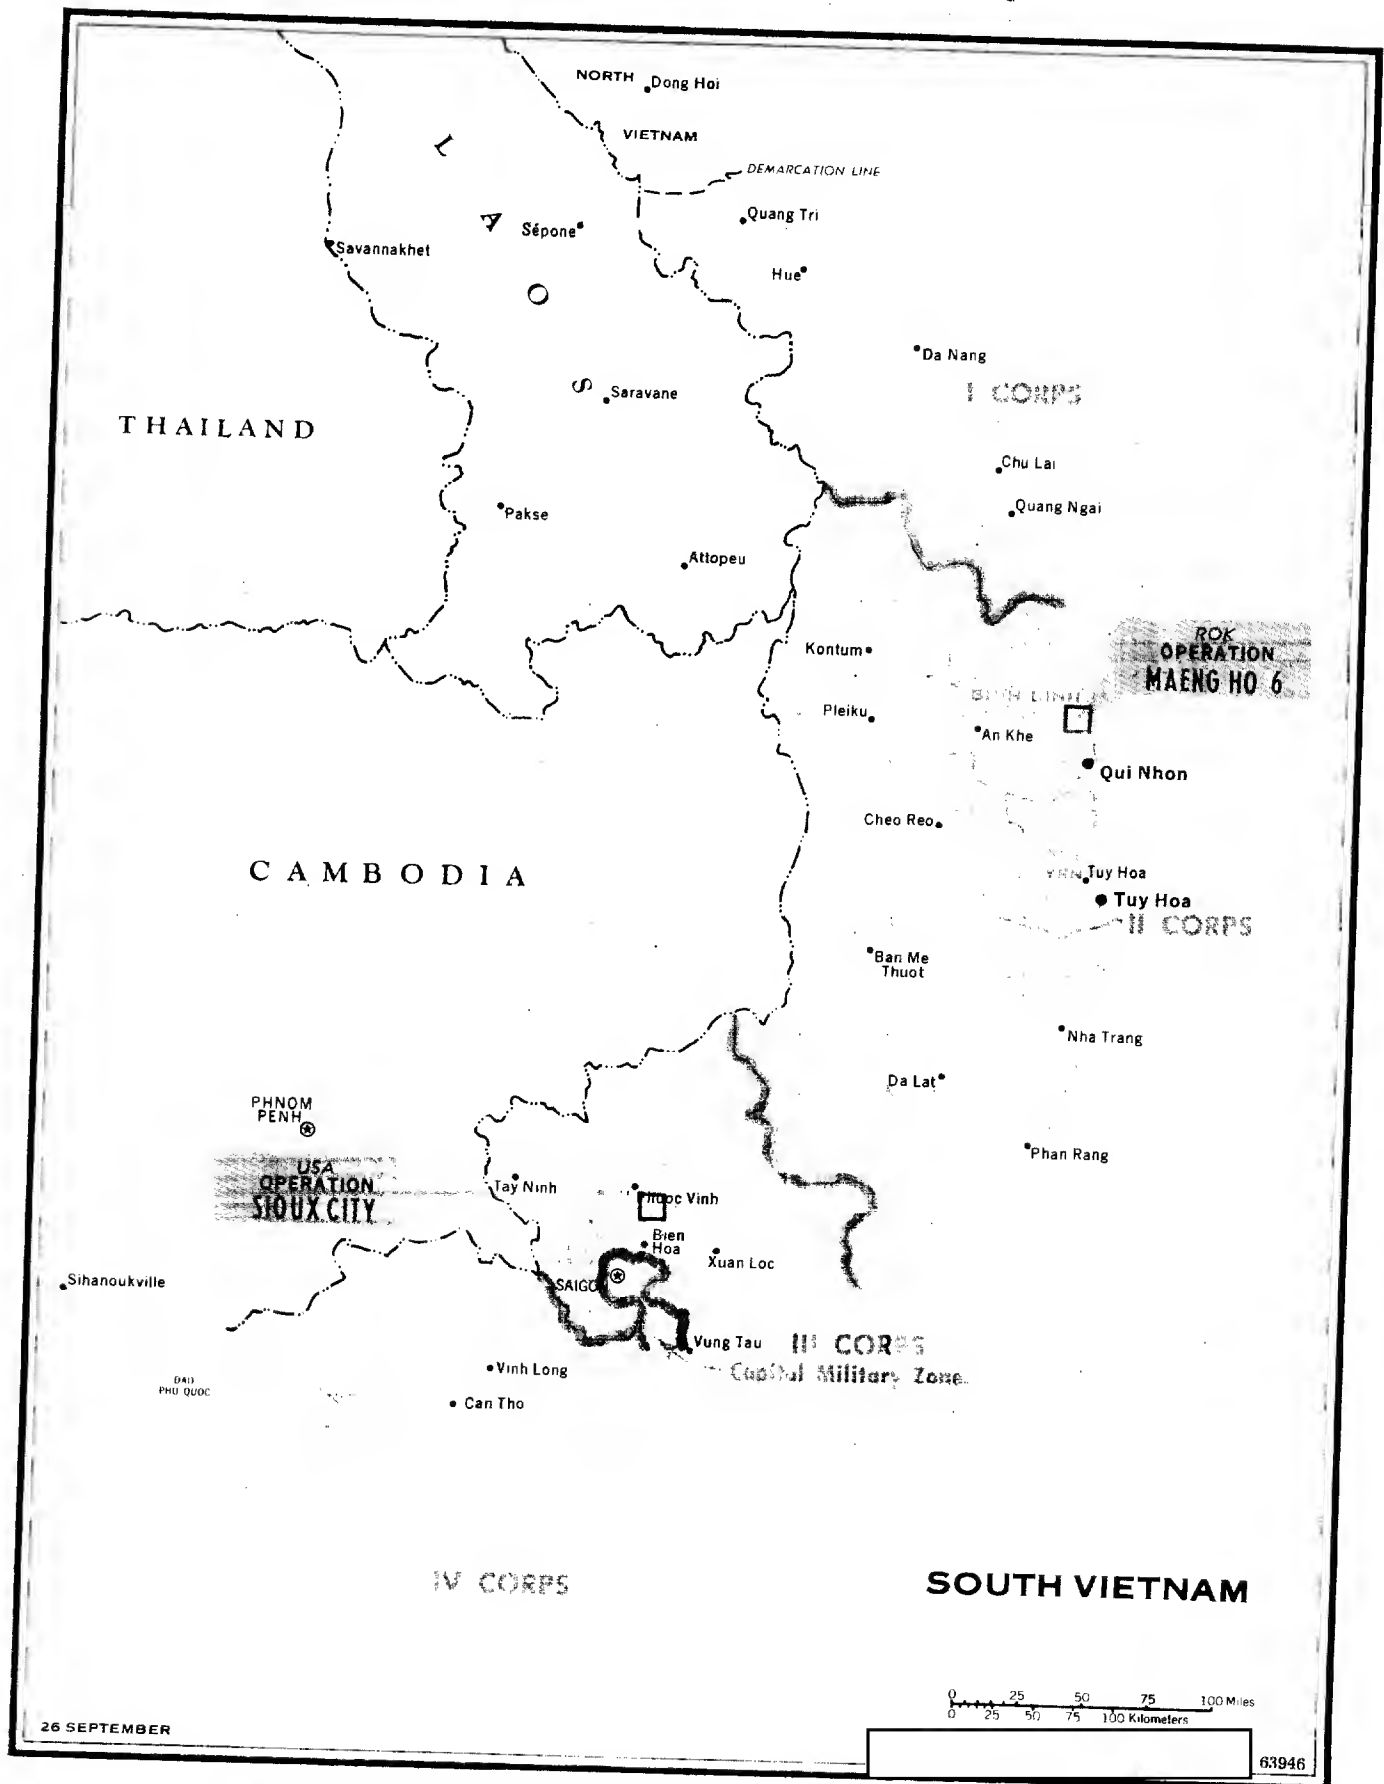 NORTH
Dong Hoi
VIETNAM
DEMARCATION LINE
L A O S
Sépone
Quang Tri
Savannakhet
Hue
Da Nang
I CORPS
Saravane
THAILAND
Chu Lai
Pakse
Quang Ngai
Attopeu
ROK
OPERATION
MAENG HO 6
Kontum
Pleiku
An Khe
Qui Nhon
Cheo Reo
CAMBODIA
Tuy Hoa
Tuy Hoa
II CORPS
Ban Me
Thuot
Nha Trang
Da Lat
PHNOM
PENH
Phan Rang
USA
OPERATION
SIOUX CITY
Tay Ninh
Phuoc Vinh
Bien
Hoa
Xuan Loc
Sihanoukville
SAIGO
Vung Tau
III CORPS
Capital Military Zone
Vinh Long
DAO
PHU QUOC
Can Tho
IV CORPS
SOUTH VIETNAM
0 25 50 75 100 Miles
0 25 50 75 100 Kilometers
26 SEPTEMBER
63946